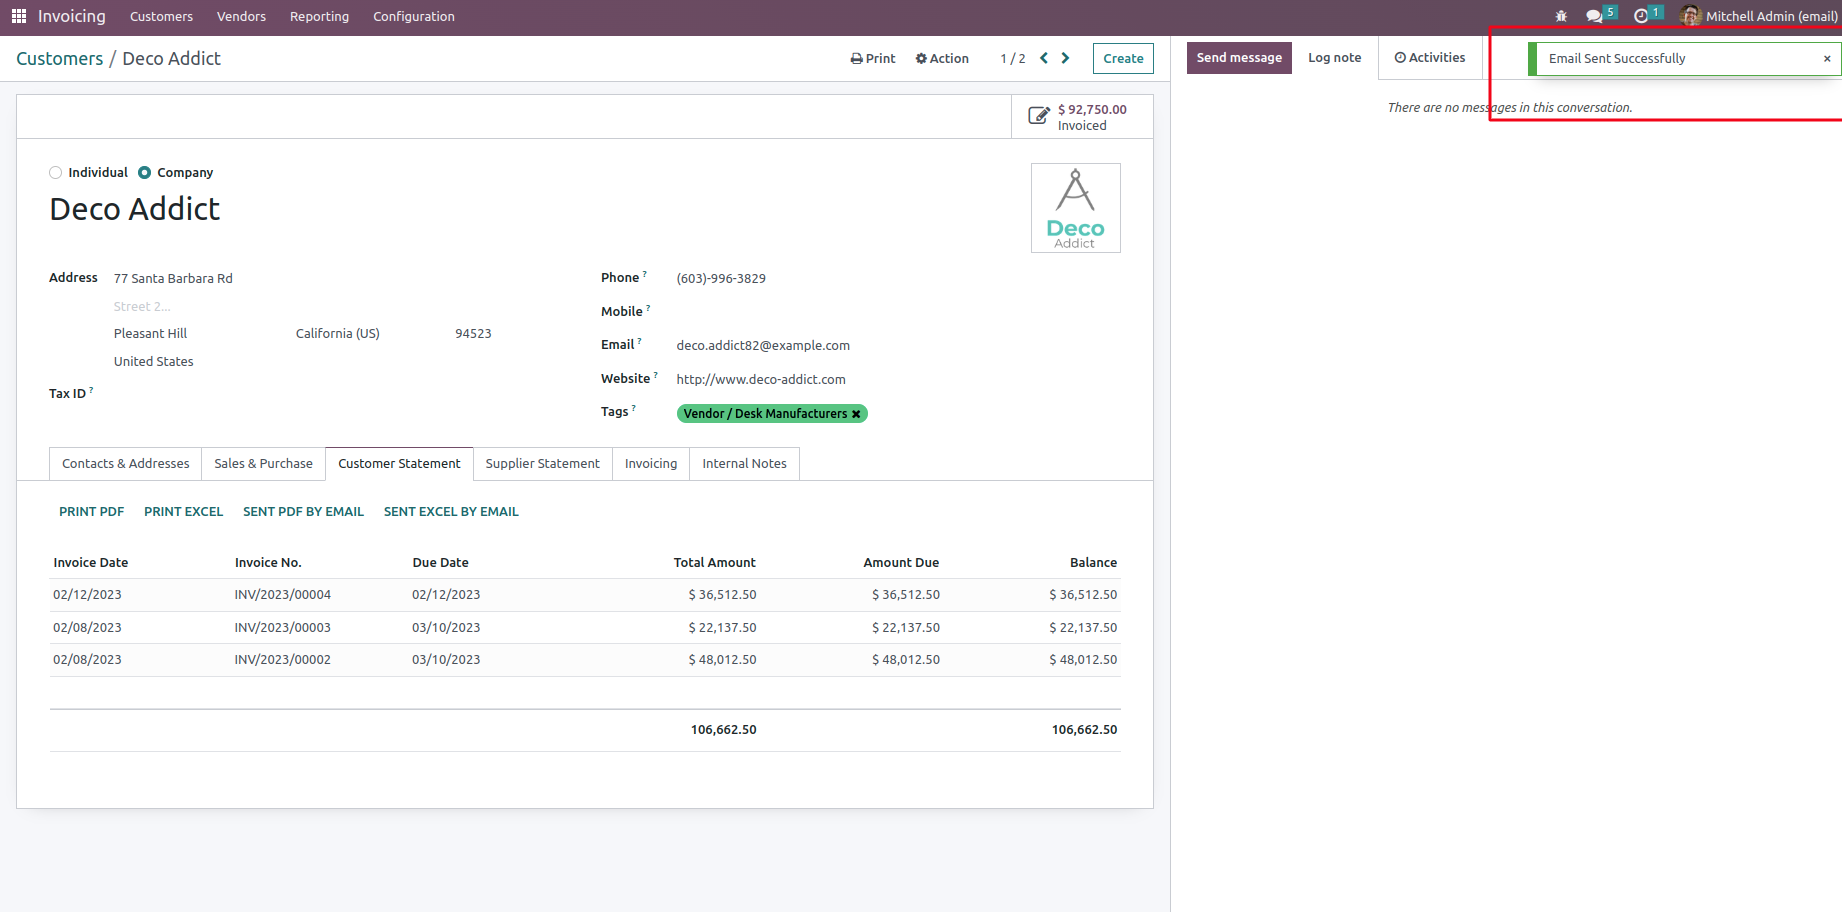 Invoicing Customers Vendors Reporting Configuration 5 1 Mitchell Admin (email)
Customers / Deco Addict Print Action 1 / 2 Create
Send message Log note Activities Email Sent Successfully ×
There are no messages in this conversation.
$ 92,750.00
Invoiced
Individual Company
Deco Addict
Deco
Addict
Address 77 Santa Barbara Rd
Street 2...
Pleasant Hill California (US) 94523
United States
Tax ID ?
Phone ? (603)-996-3829
Mobile ?
Email ? deco.addict82@example.com
Website ? http://www.deco-addict.com
Tags ? Vendor / Desk Manufacturers ×
Contacts & Addresses Sales & Purchase Customer Statement Supplier Statement Invoicing Internal Notes
PRINT PDF PRINT EXCEL SENT PDF BY EMAIL SENT EXCEL BY EMAIL
Invoice Date Invoice No. Due Date Total Amount Amount Due Balance
02/12/2023 INV/2023/00004 02/12/2023 $ 36,512.50 $ 36,512.50 $ 36,512.50
02/08/2023 INV/2023/00003 03/10/2023 $ 22,137.50 $ 22,137.50 $ 22,137.50
02/08/2023 INV/2023/00002 03/10/2023 $ 48,012.50 $ 48,012.50 $ 48,012.50
106,662.50 106,662.50